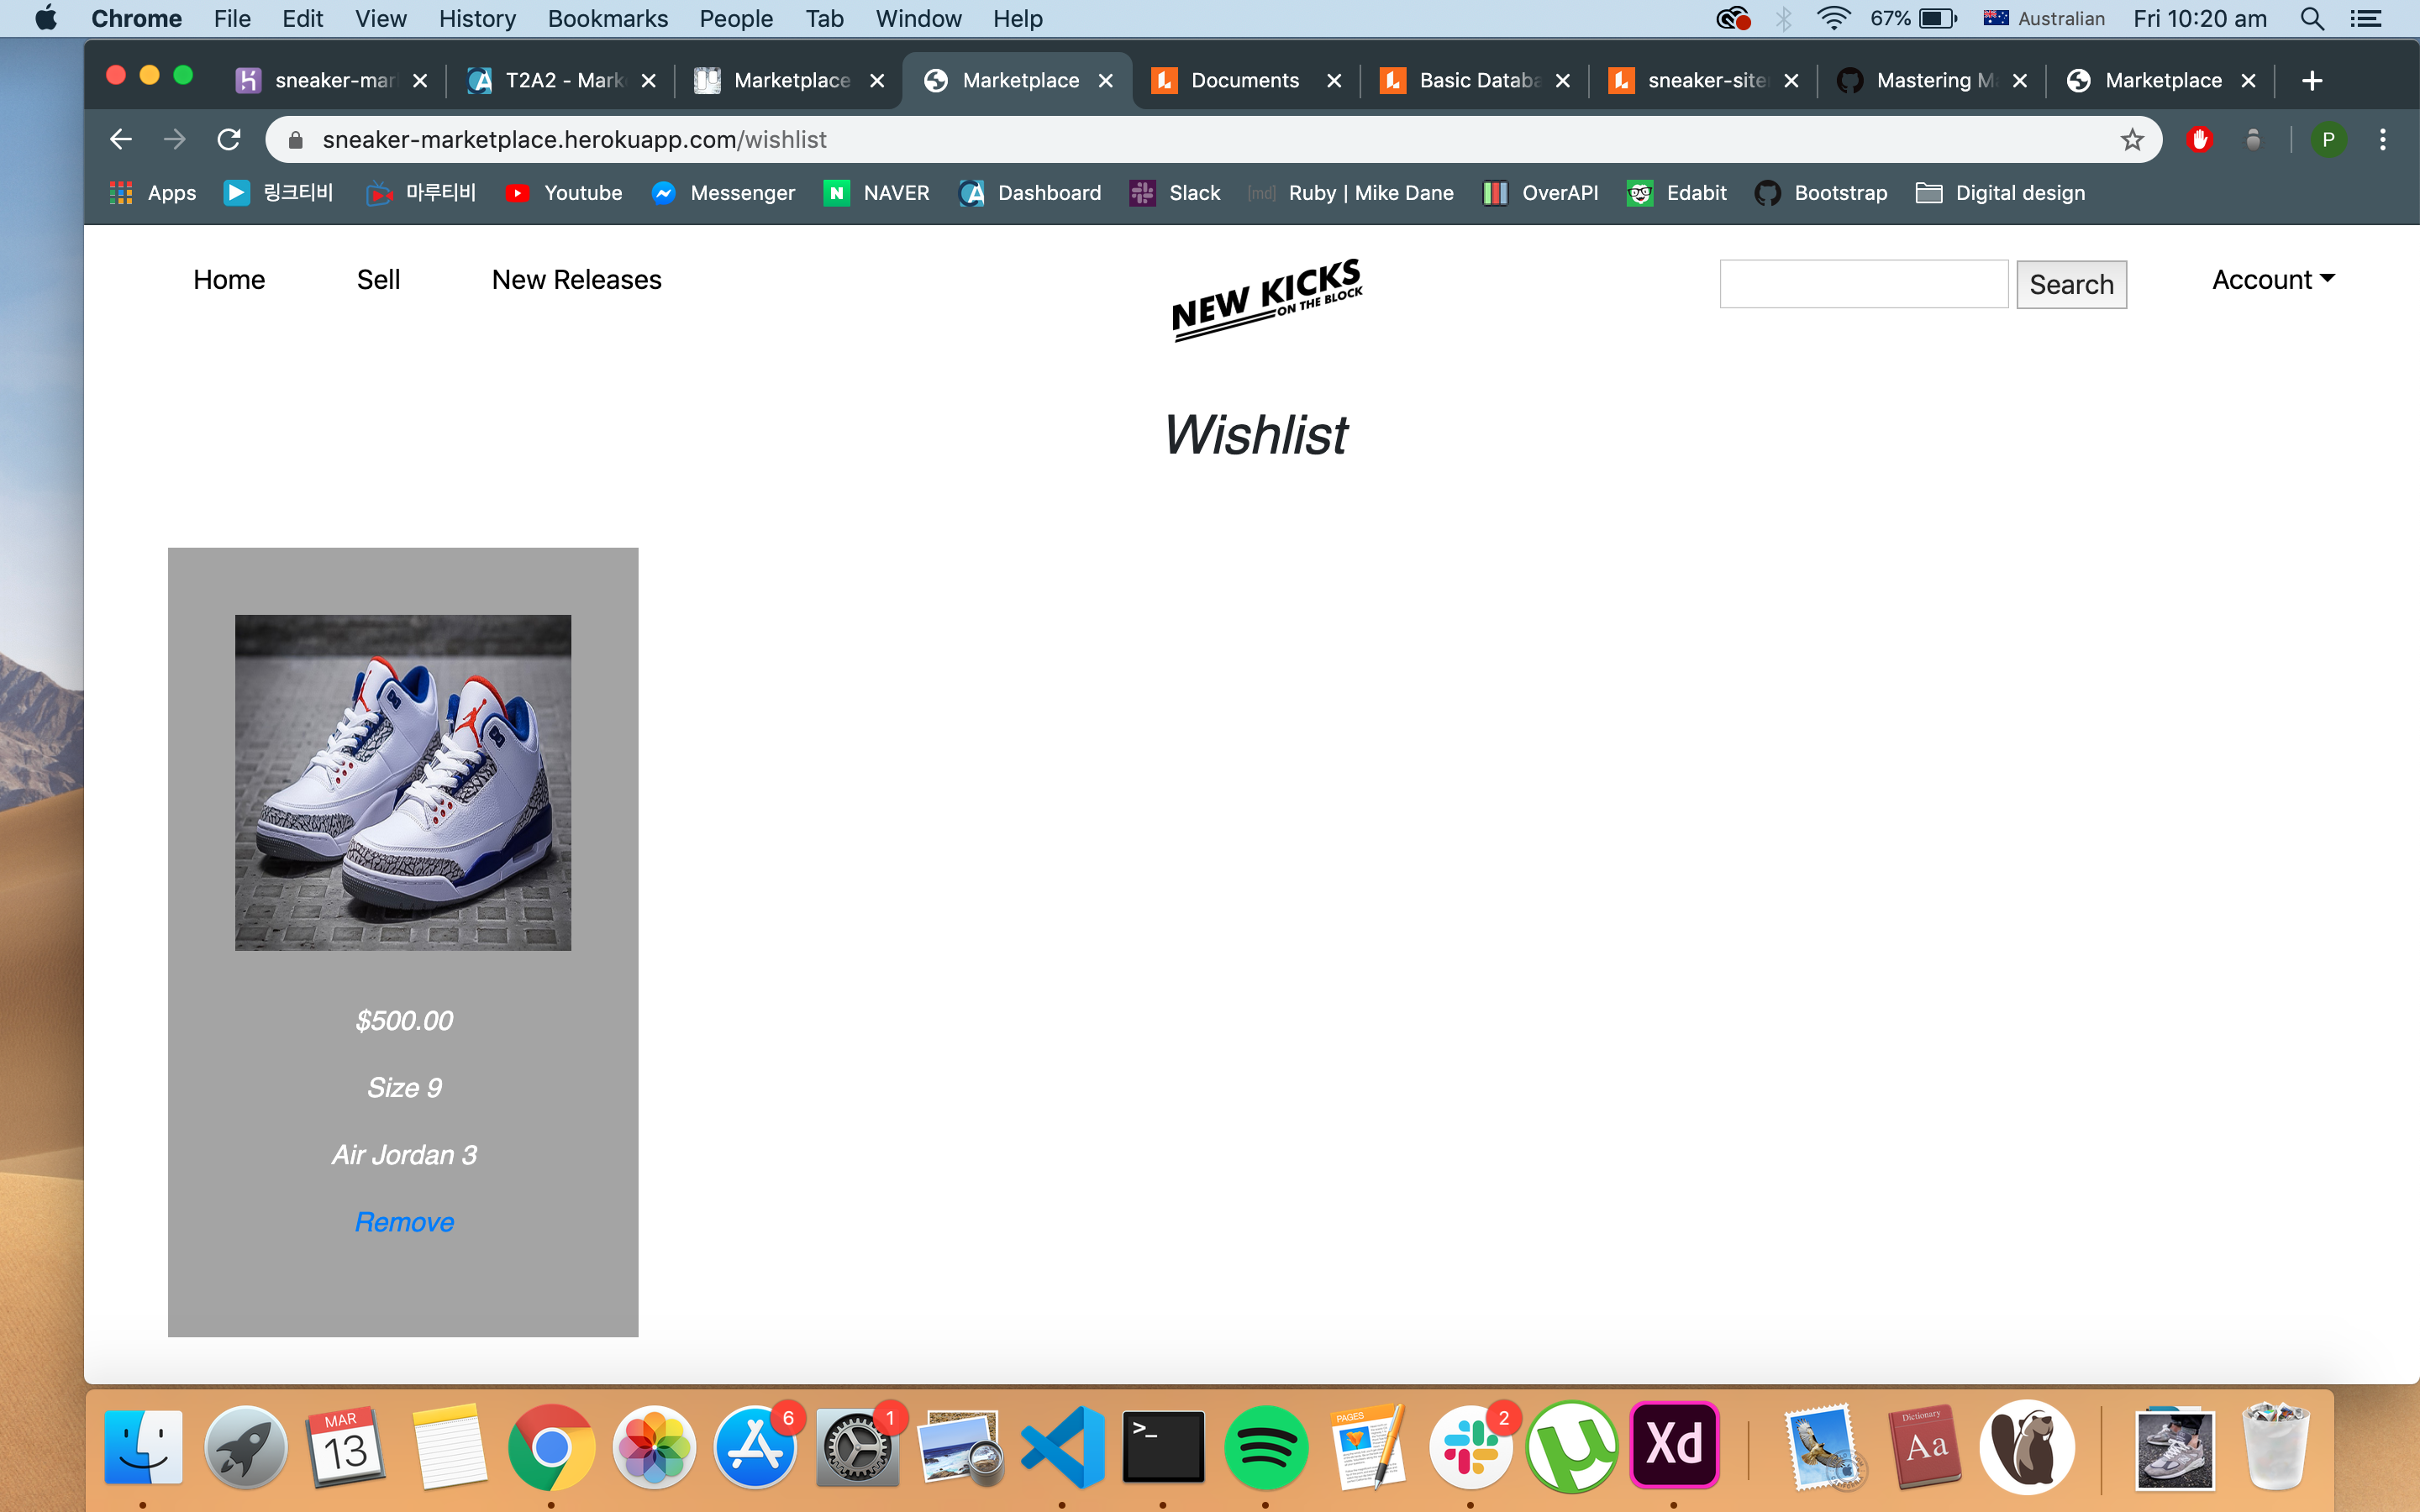 Chrome File Edit View History Bookmarks People Tab Window Help 67% Australian Fri 10:20 am
sneaker-mar T2A2 - Mark Marketplace Marketplace Documents Basic Databa sneaker-site Mastering M Marketplace
sneaker-marketplace.herokuapp.com/wishlist P
Apps 링크티비 마루티비 Youtube Messenger N NAVER Dashboard Slack [md] Ruby | Mike Dane OverAPI Edabit Bootstrap Digital design
Home Sell New Releases
NEW KICKS
ON THE BLOCK
Search Account
Wishlist
$500.00
Size 9
Air Jordan 3
Remove
MAR
13
6
1
>_
PAGES
2
µ
Xd
Dictionary
Aa